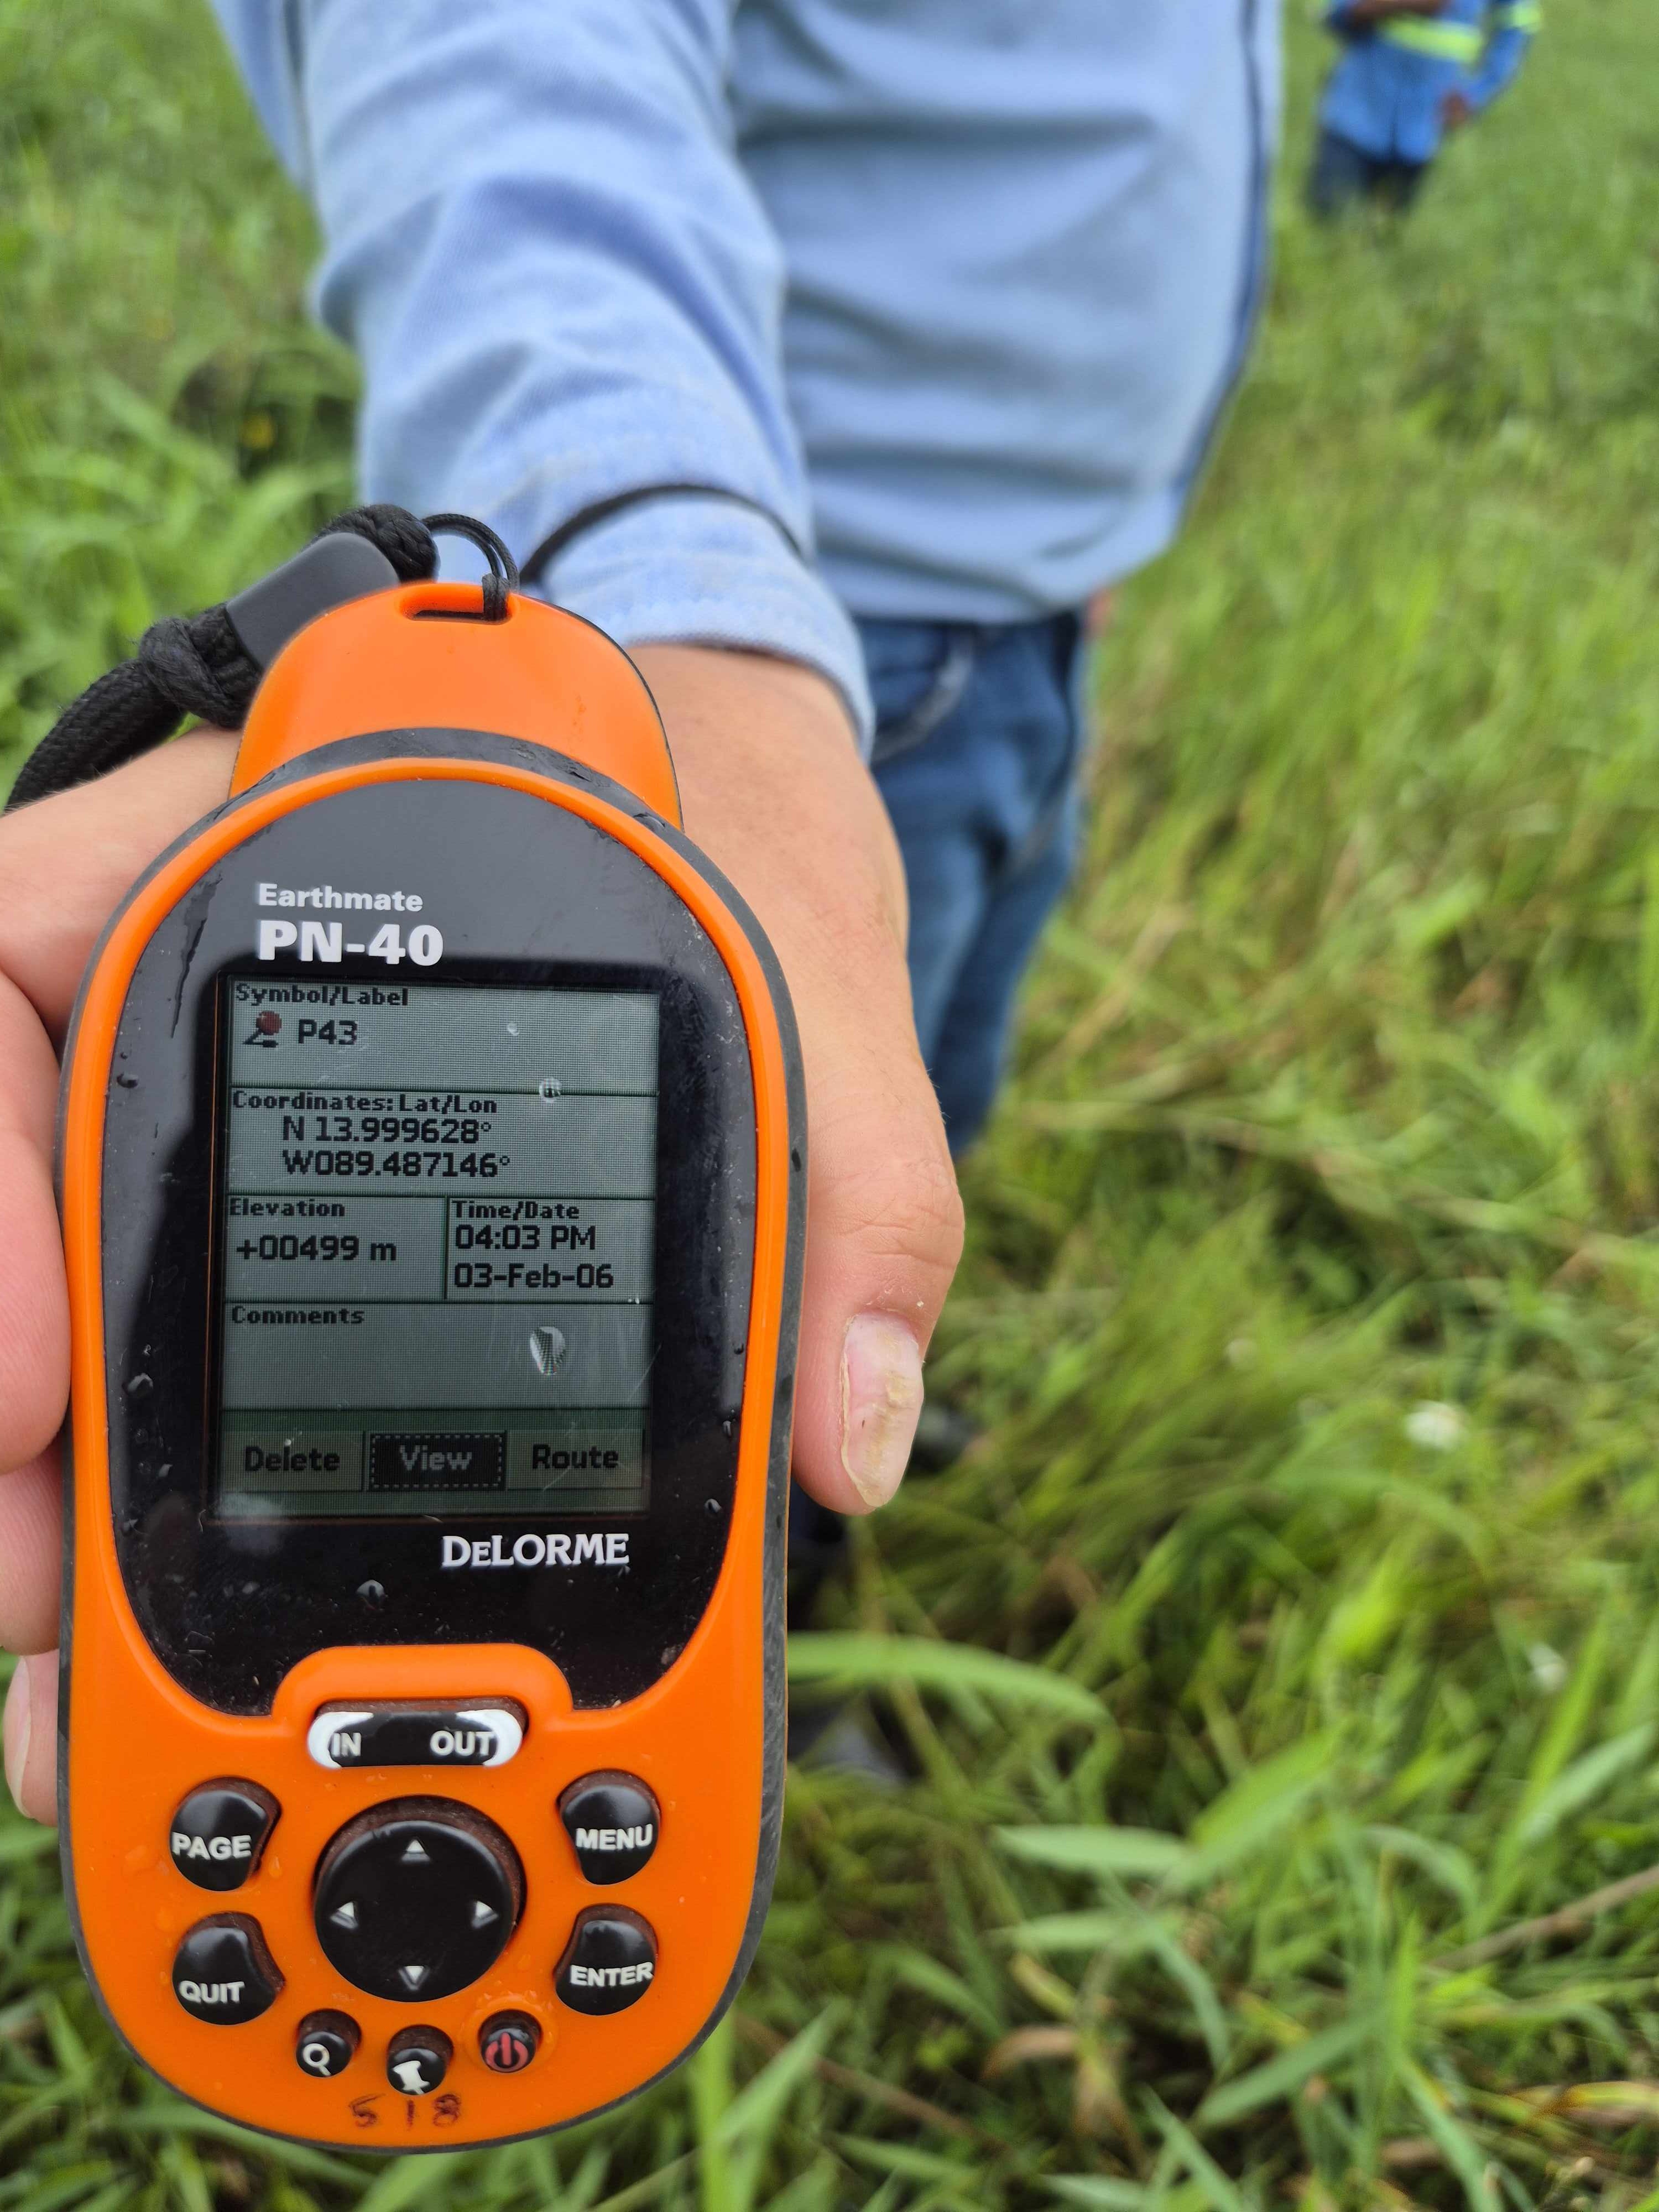 Earthmate
PN-40
Symbol/Label
P43
Coordinates: Lat/Lon
N 13.999628°
W089.487146°
Elevation
+00499 m
Time/Date
04:03 PM
03-Feb-06
Comments
Delete View Route
DeLORME
IN OUT
PAGE
MENU
QUIT
ENTER
518